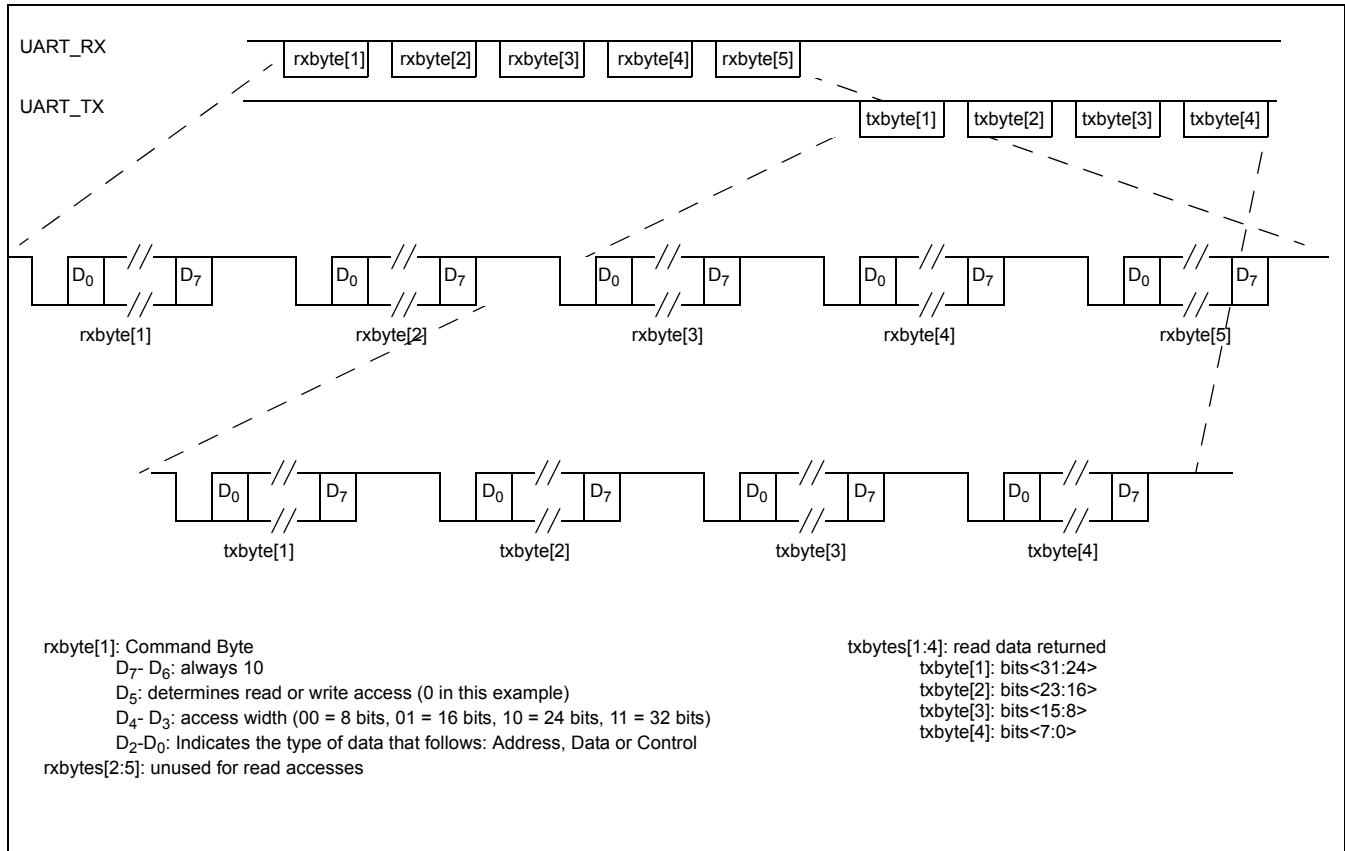 UART_RX
rxbyte[1] rxbyte[2] rxbyte[3] rxbyte[4] rxbyte[5]
UART_TX
txbyte[1] txbyte[2] txbyte[3] txbyte[4]
D0 D7 D0 D7 D0 D7 D0 D7 D0 D7
rxbyte[1] rxbyte[2] rxbyte[3] rxbyte[4] rxbyte[5]
D0 D7 D0 D7 D0 D7 D0 D7
txbyte[1] txbyte[2] txbyte[3] txbyte[4]
rxbyte[1]: Command Byte
D7- D6: always 10
D5: determines read or write access (0 in this example)
D4- D3: access width (00 = 8 bits, 01 = 16 bits, 10 = 24 bits, 11 = 32 bits)
D2-D0: Indicates the type of data that follows: Address, Data or Control
rxbytes[2:5]: unused for read accesses
txbytes[1:4]: read data returned
txbyte[1]: bits<31:24>
txbyte[2]: bits<23:16>
txbyte[3]: bits<15:8>
txbyte[4]: bits<7:0>